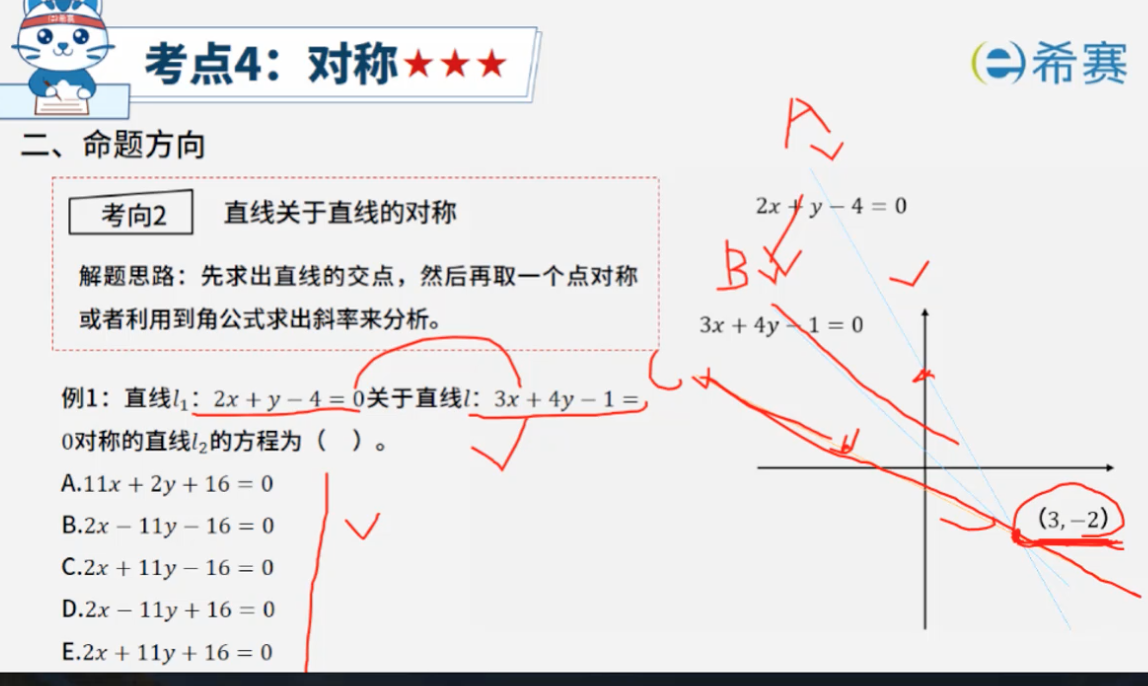 考点4：对称★★★
希赛
二、命题方向
考向2 直线关于直线的对称
解题思路：先求出直线的交点，然后再取一个点对称
或者利用到角公式求出斜率来分析。
例1：直线l₁：2x + y − 4 = 0关于直线l：3x + 4y − 1 =
0对称的直线l₂的方程为（ ）。
A.11x + 2y + 16 = 0
B.2x − 11y − 16 = 0
C.2x + 11y − 16 = 0
D.2x − 11y + 16 = 0
E.2x + 11y + 16 = 0
A
2x + y − 4 = 0
B
3x + 4y − 1 = 0
C
(3, −2)